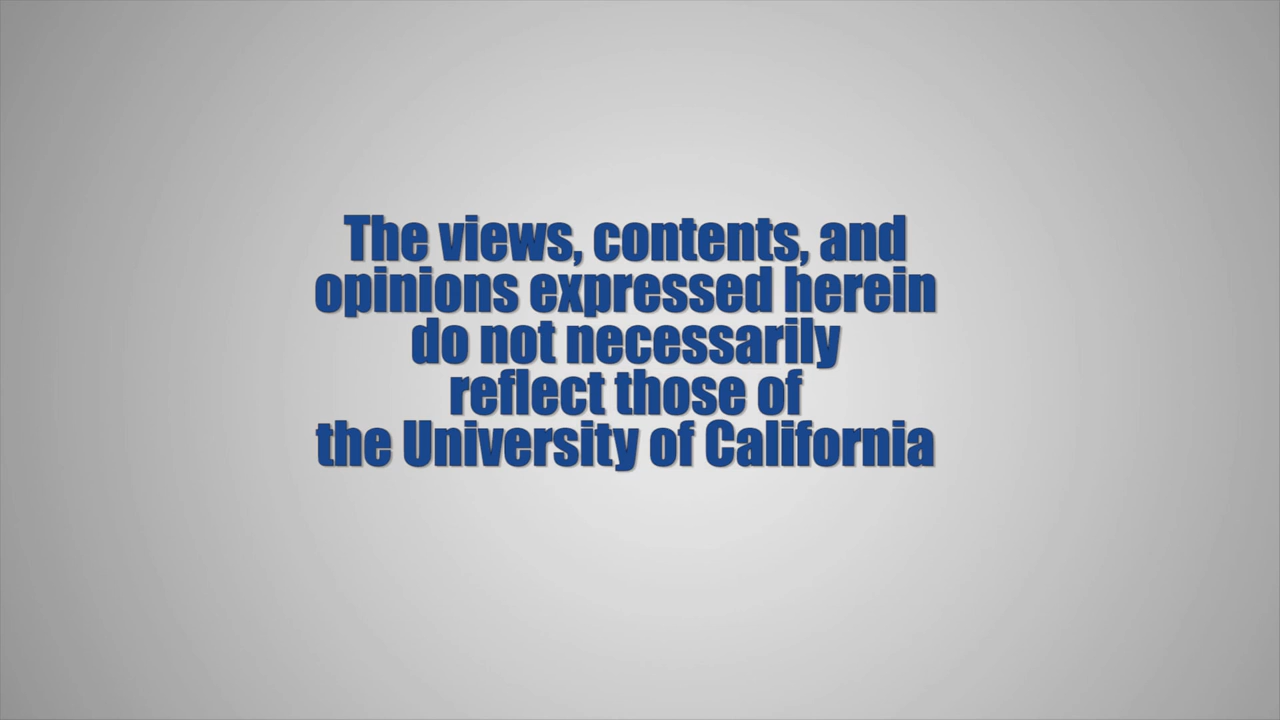 The views, contents, and
opinions expressed herein
do not necessarily
reflect those of
the University of California